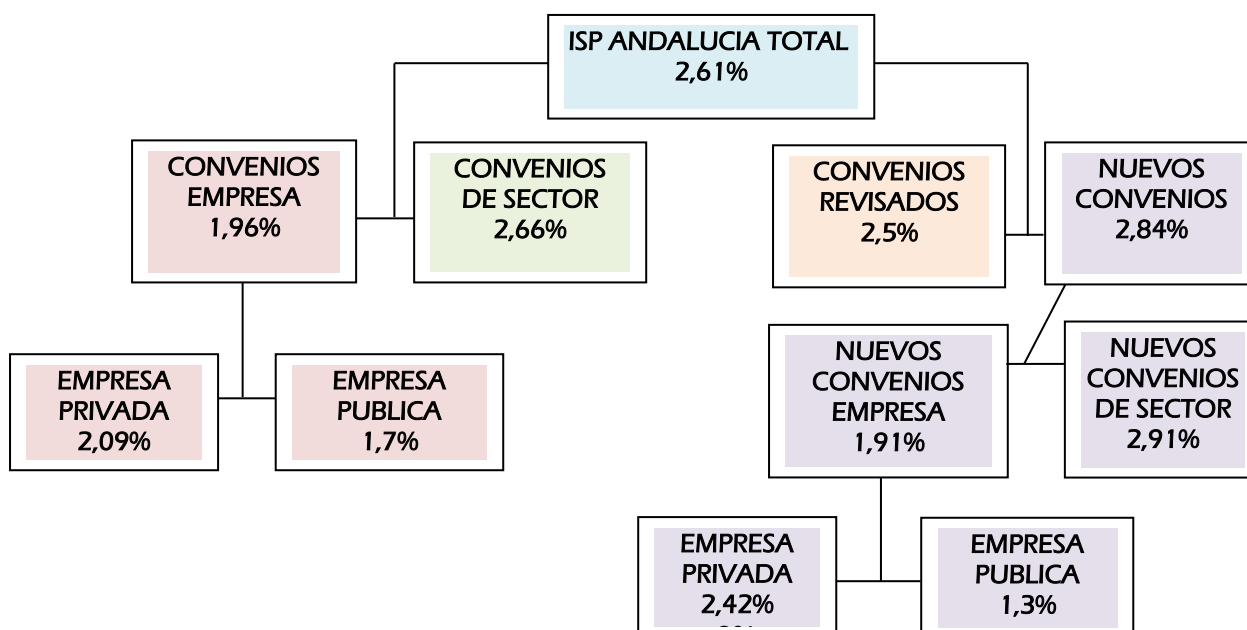 ISP ANDALUCIA TOTAL
2,61%
CONVENIOS
EMPRESA
1,96%
CONVENIOS
DE SECTOR
2,66%
CONVENIOS
REVISADOS
2,5%
NUEVOS
CONVENIOS
2,84%
EMPRESA
PRIVADA
2,09%
EMPRESA
PUBLICA
1,7%
NUEVOS
CONVENIOS
EMPRESA
1,91%
NUEVOS
CONVENIOS
DE SECTOR
2,91%
EMPRESA
PRIVADA
2,42%
EMPRESA
PUBLICA
1,3%